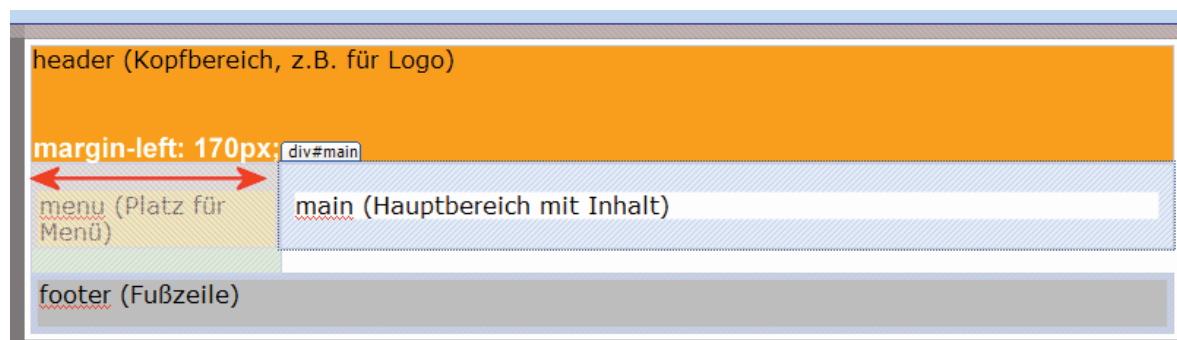 header (Kopfbereich, z.B. für Logo)
margin-left: 170px;
div#main
menu (Platz für
Menü)
main (Hauptbereich mit Inhalt)
footer (Fußzeile)